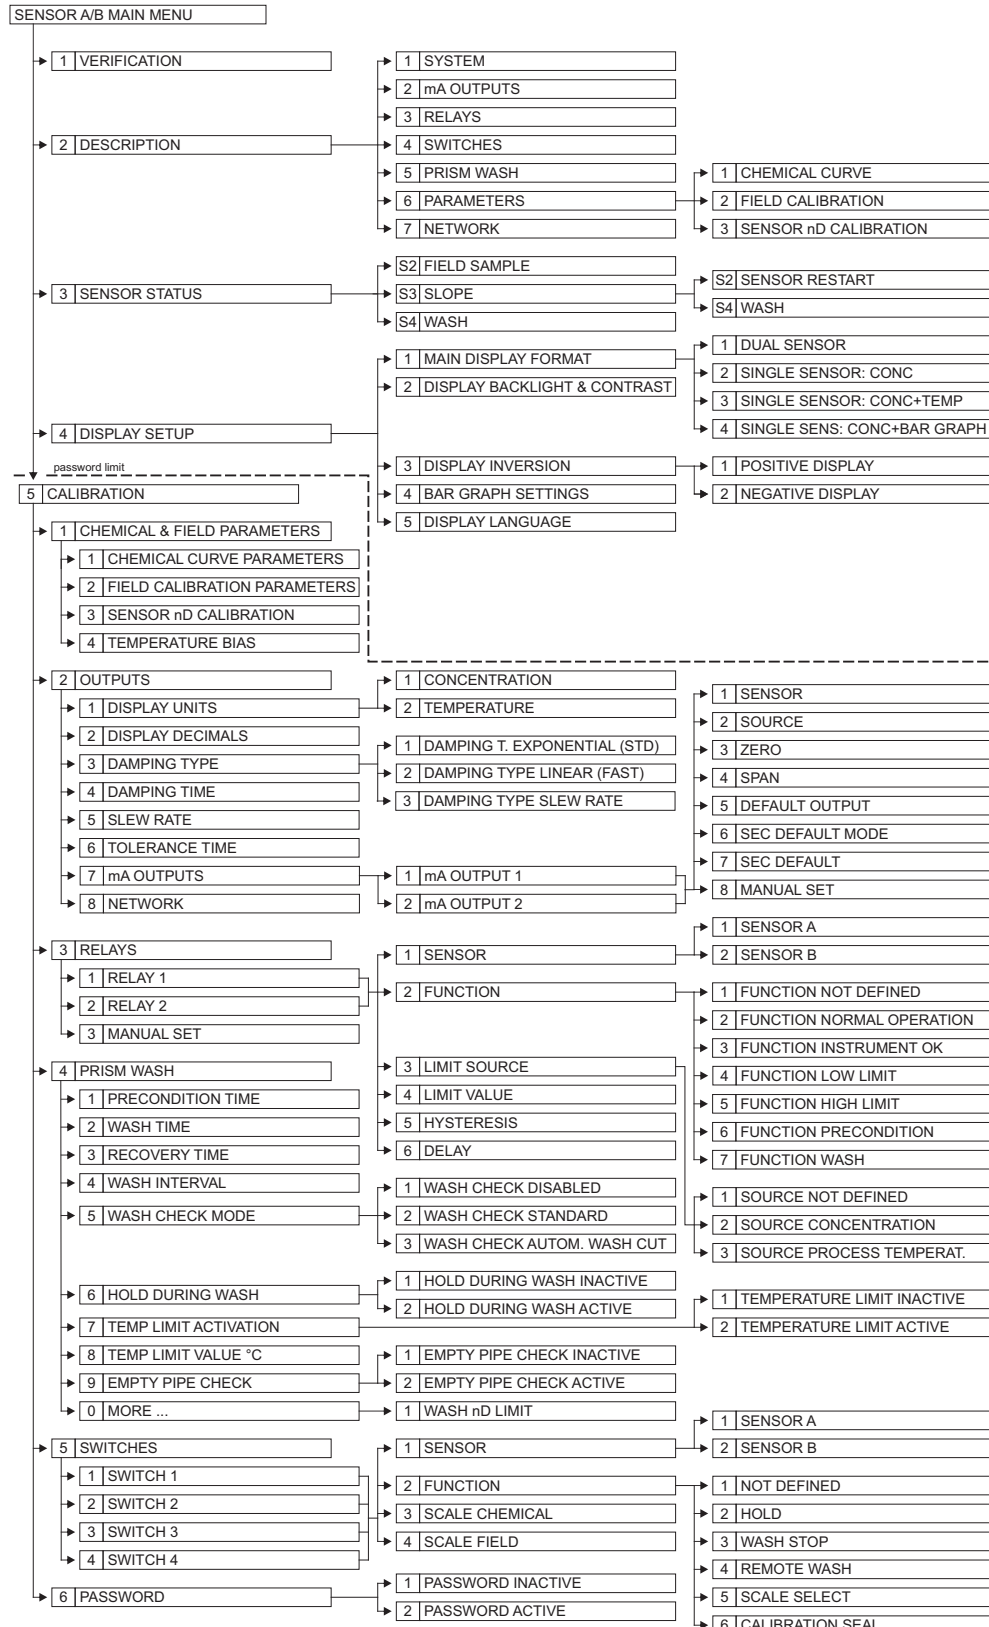 SENSOR A/B MAIN MENU
1 VERIFICATION
2 DESCRIPTION
1 SYSTEM
2 mA OUTPUTS
3 RELAYS
4 SWITCHES
5 PRISM WASH
6 PARAMETERS
7 NETWORK
1 CHEMICAL CURVE
2 FIELD CALIBRATION
3 SENSOR nD CALIBRATION
3 SENSOR STATUS
S2 FIELD SAMPLE
S3 SLOPE
S4 WASH
S2 SENSOR RESTART
S4 WASH
4 DISPLAY SETUP
1 MAIN DISPLAY FORMAT
2 DISPLAY BACKLIGHT & CONTRAST
1 DUAL SENSOR
2 SINGLE SENSOR: CONC
3 SINGLE SENSOR: CONC+TEMP
4 SINGLE SENS: CONC+BAR GRAPH
3 DISPLAY INVERSION
4 BAR GRAPH SETTINGS
5 DISPLAY LANGUAGE
1 POSITIVE DISPLAY
2 NEGATIVE DISPLAY
password limit
5 CALIBRATION
1 CHEMICAL & FIELD PARAMETERS
1 CHEMICAL CURVE PARAMETERS
2 FIELD CALIBRATION PARAMETERS
3 SENSOR nD CALIBRATION
4 TEMPERATURE BIAS
2 OUTPUTS
1 DISPLAY UNITS
2 DISPLAY DECIMALS
3 DAMPING TYPE
4 DAMPING TIME
5 SLEW RATE
6 TOLERANCE TIME
7 mA OUTPUTS
8 NETWORK
1 CONCENTRATION
2 TEMPERATURE
1 DAMPING T. EXPONENTIAL (STD)
2 DAMPING TYPE LINEAR (FAST)
3 DAMPING TYPE SLEW RATE
1 mA OUTPUT 1
2 mA OUTPUT 2
1 SENSOR
2 SOURCE
3 ZERO
4 SPAN
5 DEFAULT OUTPUT
6 SEC DEFAULT MODE
7 SEC DEFAULT
8 MANUAL SET
3 RELAYS
1 RELAY 1
2 RELAY 2
3 MANUAL SET
1 SENSOR
2 FUNCTION
3 LIMIT SOURCE
4 LIMIT VALUE
5 HYSTERESIS
6 DELAY
1 SENSOR A
2 SENSOR B
1 FUNCTION NOT DEFINED
2 FUNCTION NORMAL OPERATION
3 FUNCTION INSTRUMENT OK
4 FUNCTION LOW LIMIT
5 FUNCTION HIGH LIMIT
6 FUNCTION PRECONDITION
7 FUNCTION WASH
1 SOURCE NOT DEFINED
2 SOURCE CONCENTRATION
3 SOURCE PROCESS TEMPERAT.
4 PRISM WASH
1 PRECONDITION TIME
2 WASH TIME
3 RECOVERY TIME
4 WASH INTERVAL
5 WASH CHECK MODE
1 WASH CHECK DISABLED
2 WASH CHECK STANDARD
3 WASH CHECK AUTOM. WASH CUT
6 HOLD DURING WASH
1 HOLD DURING WASH INACTIVE
2 HOLD DURING WASH ACTIVE
7 TEMP LIMIT ACTIVATION
1 TEMPERATURE LIMIT INACTIVE
2 TEMPERATURE LIMIT ACTIVE
8 TEMP LIMIT VALUE °C
9 EMPTY PIPE CHECK
1 EMPTY PIPE CHECK INACTIVE
2 EMPTY PIPE CHECK ACTIVE
0 MORE ...
1 WASH nD LIMIT
5 SWITCHES
1 SWITCH 1
2 SWITCH 2
3 SWITCH 3
4 SWITCH 4
1 SENSOR
2 FUNCTION
3 SCALE CHEMICAL
4 SCALE FIELD
1 SENSOR A
2 SENSOR B
1 NOT DEFINED
2 HOLD
3 WASH STOP
4 REMOTE WASH
5 SCALE SELECT
6 CALIBRATION SEAL
6 PASSWORD
1 PASSWORD INACTIVE
2 PASSWORD ACTIVE